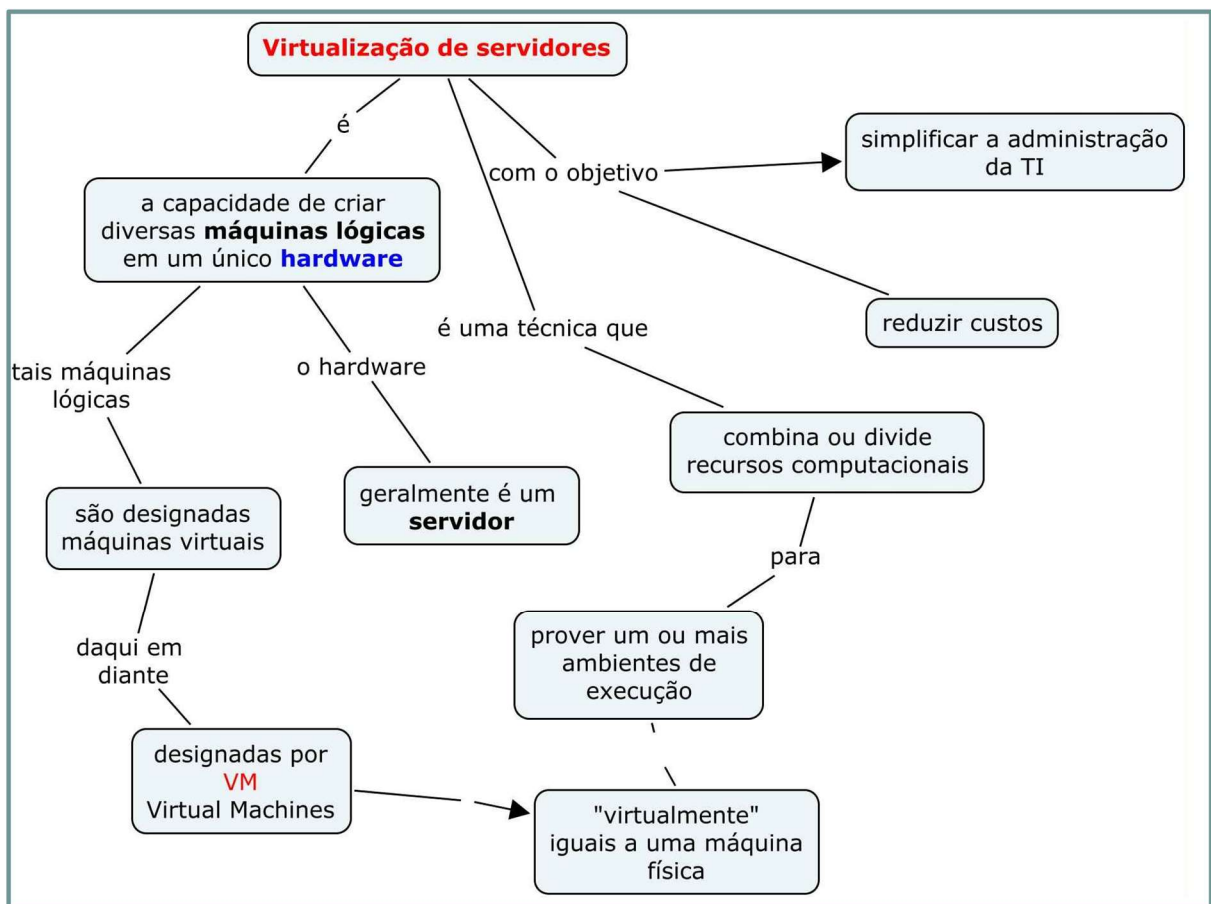 Virtualização de servidores
é
com o objetivo
simplificar a administração
da TI
a capacidade de criar
diversas máquinas lógicas
em um único hardware
reduzir custos
é uma técnica que
tais máquinas
lógicas
o hardware
combina ou divide
recursos computacionais
geralmente é um
servidor
são designadas
máquinas virtuais
para
daqui em
diante
prover um ou mais
ambientes de
execução
designadas por
VM
Virtual Machines
"virtualmente"
iguais a uma máquina
física